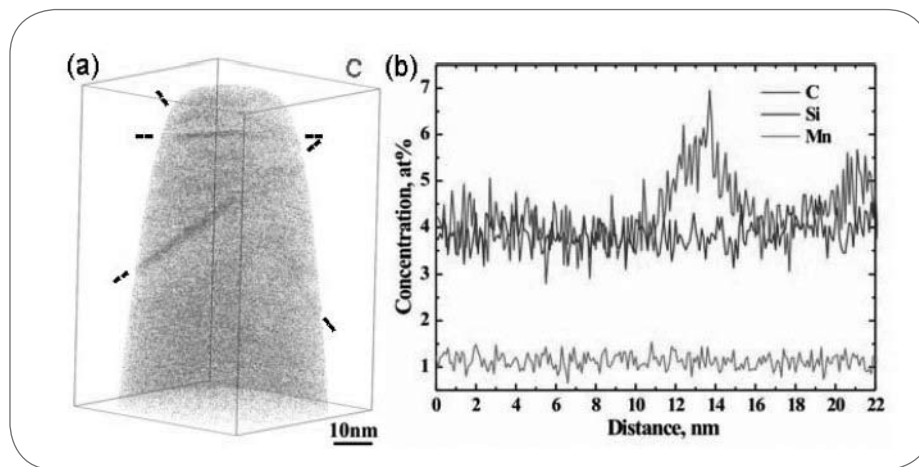 (a)
C
10nm
(b)
Concentration, at%
7
6
5
4
3
2
1
C
Si
Mn
0 2 4 6 8 10 12 14 16 18 20 22
Distance, nm